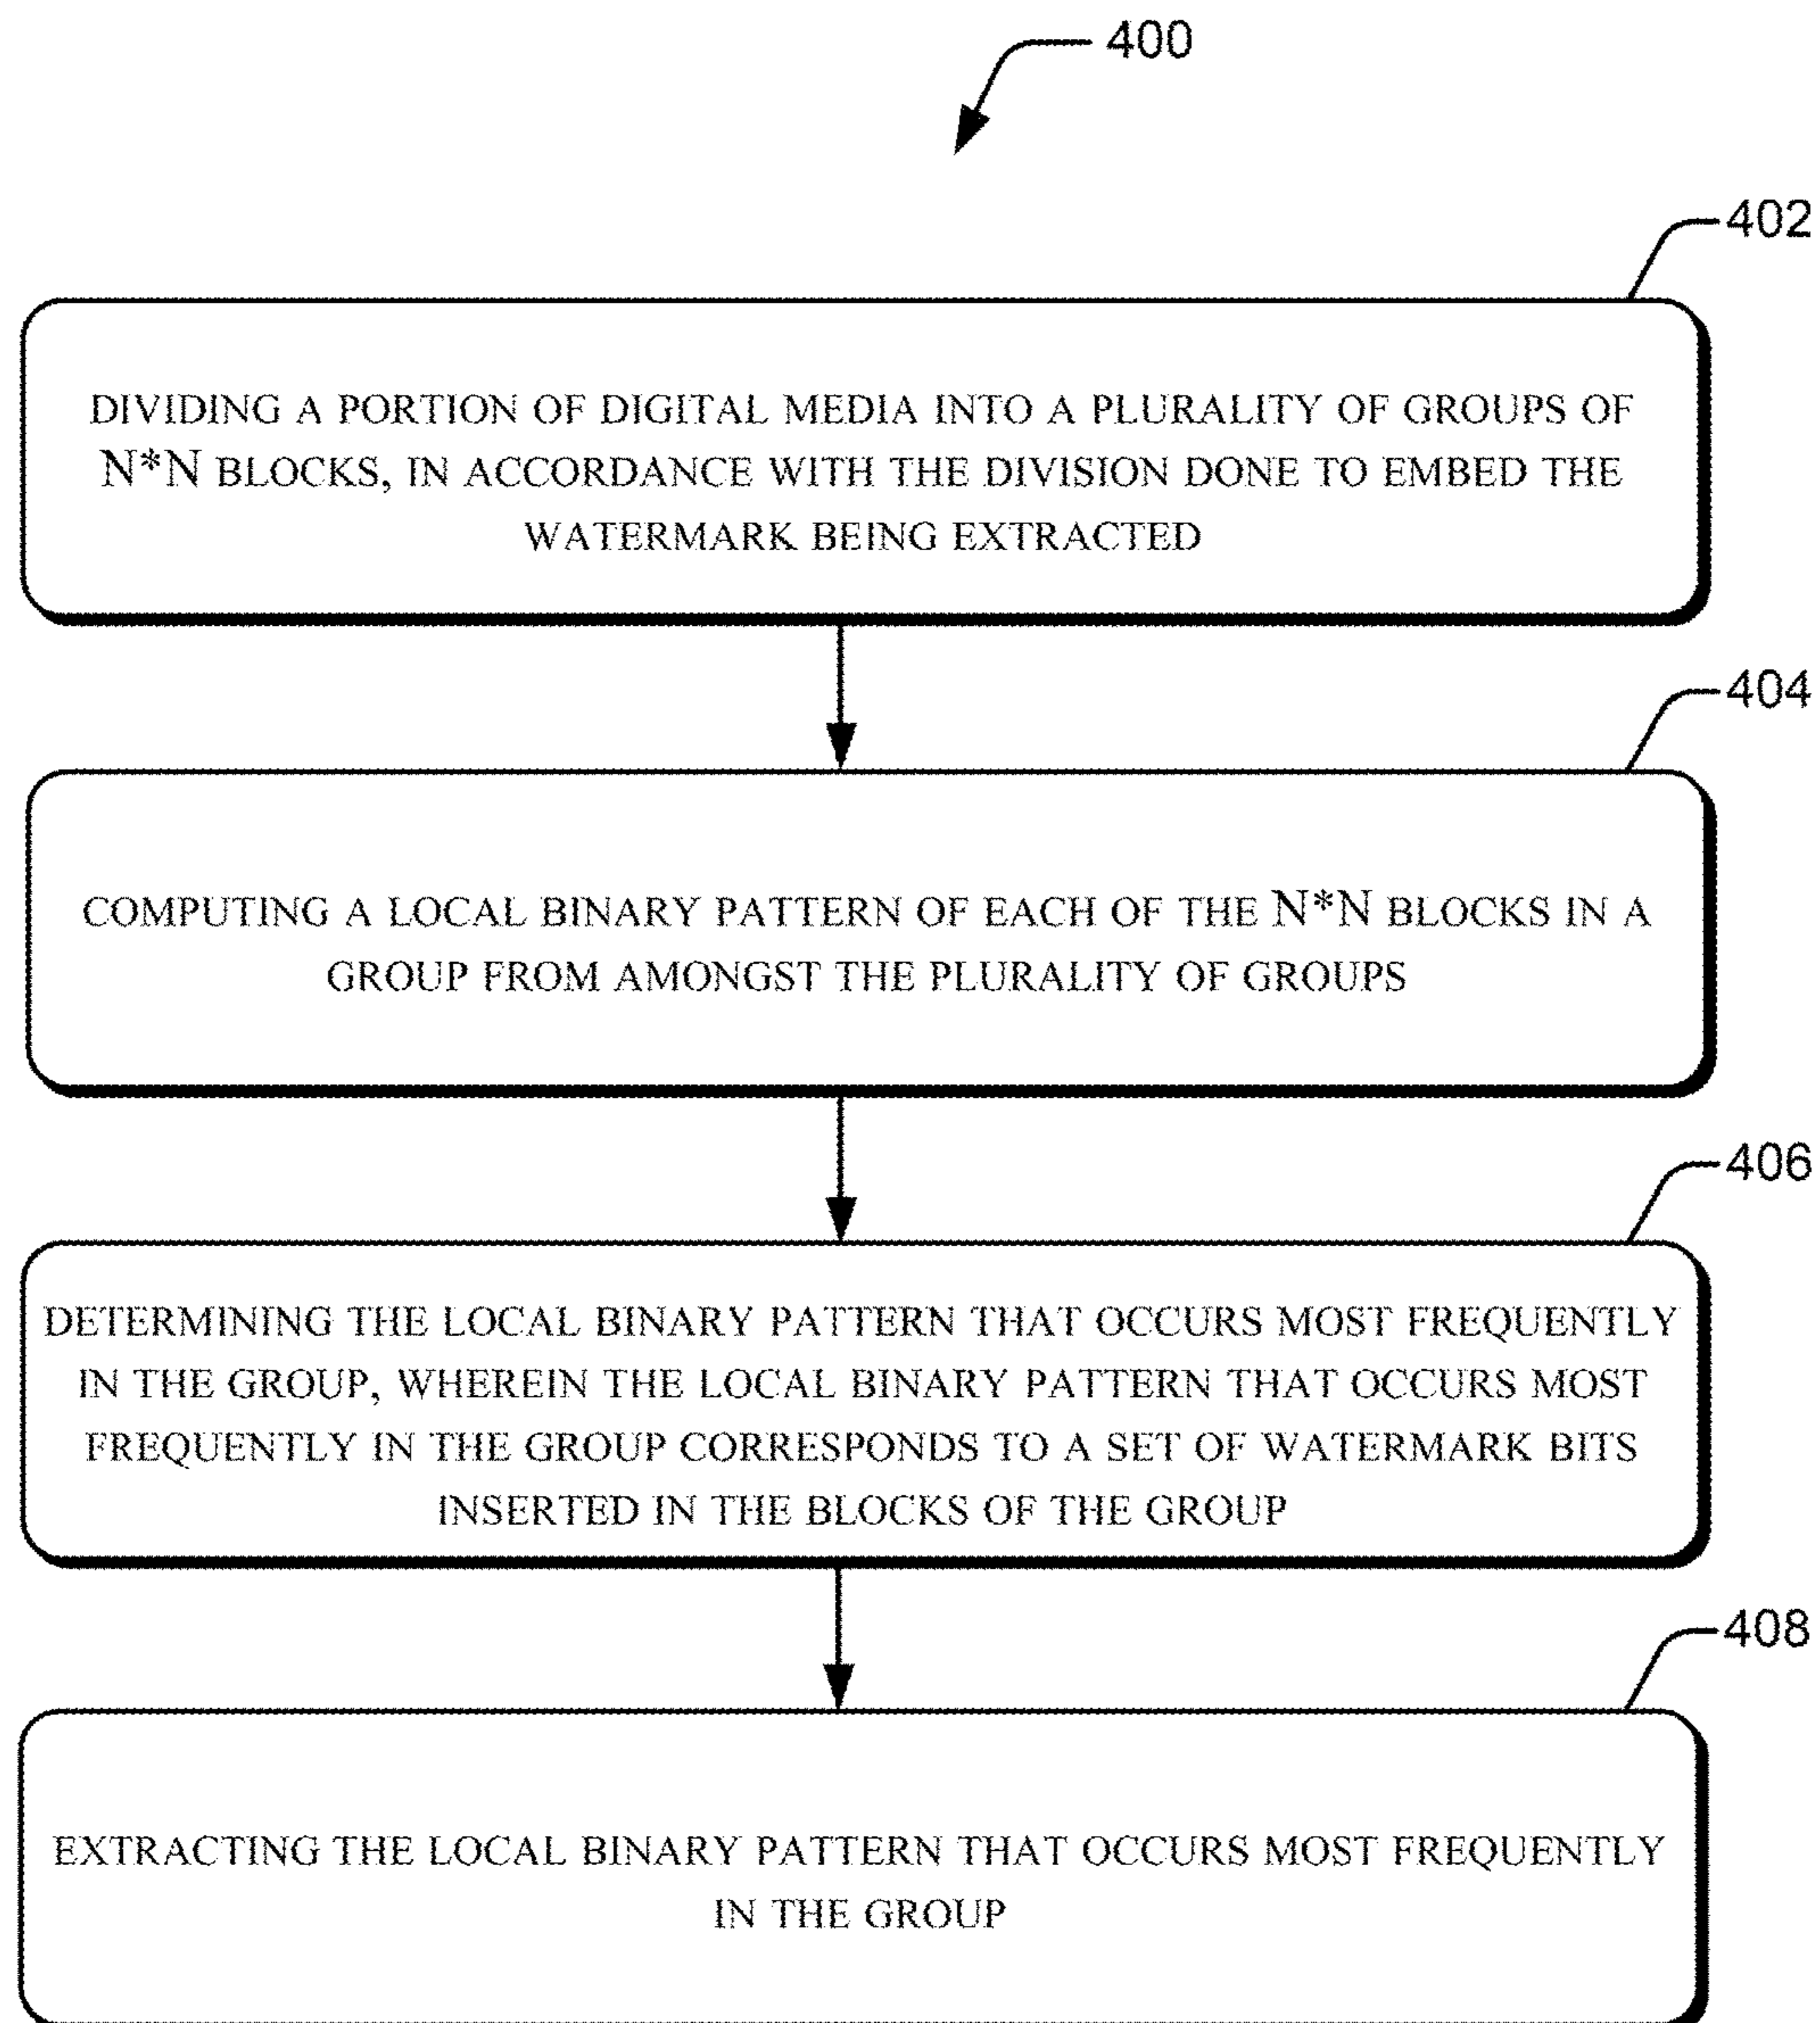 400
402
DIVIDING A PORTION OF DIGITAL MEDIA INTO A PLURALITY OF GROUPS OF
N*N BLOCKS, IN ACCORDANCE WITH THE DIVISION DONE TO EMBED THE
WATERMARK BEING EXTRACTED
404
COMPUTING A LOCAL BINARY PATTERN OF EACH OF THE N*N BLOCKS IN A
GROUP FROM AMONGST THE PLURALITY OF GROUPS
406
DETERMINING THE LOCAL BINARY PATTERN THAT OCCURS MOST FREQUENTLY
IN THE GROUP, WHEREIN THE LOCAL BINARY PATTERN THAT OCCURS MOST
FREQUENTLY IN THE GROUP CORRESPONDS TO A SET OF WATERMARK BITS
INSERTED IN THE BLOCKS OF THE GROUP
408
EXTRACTING THE LOCAL BINARY PATTERN THAT OCCURS MOST FREQUENTLY
IN THE GROUP